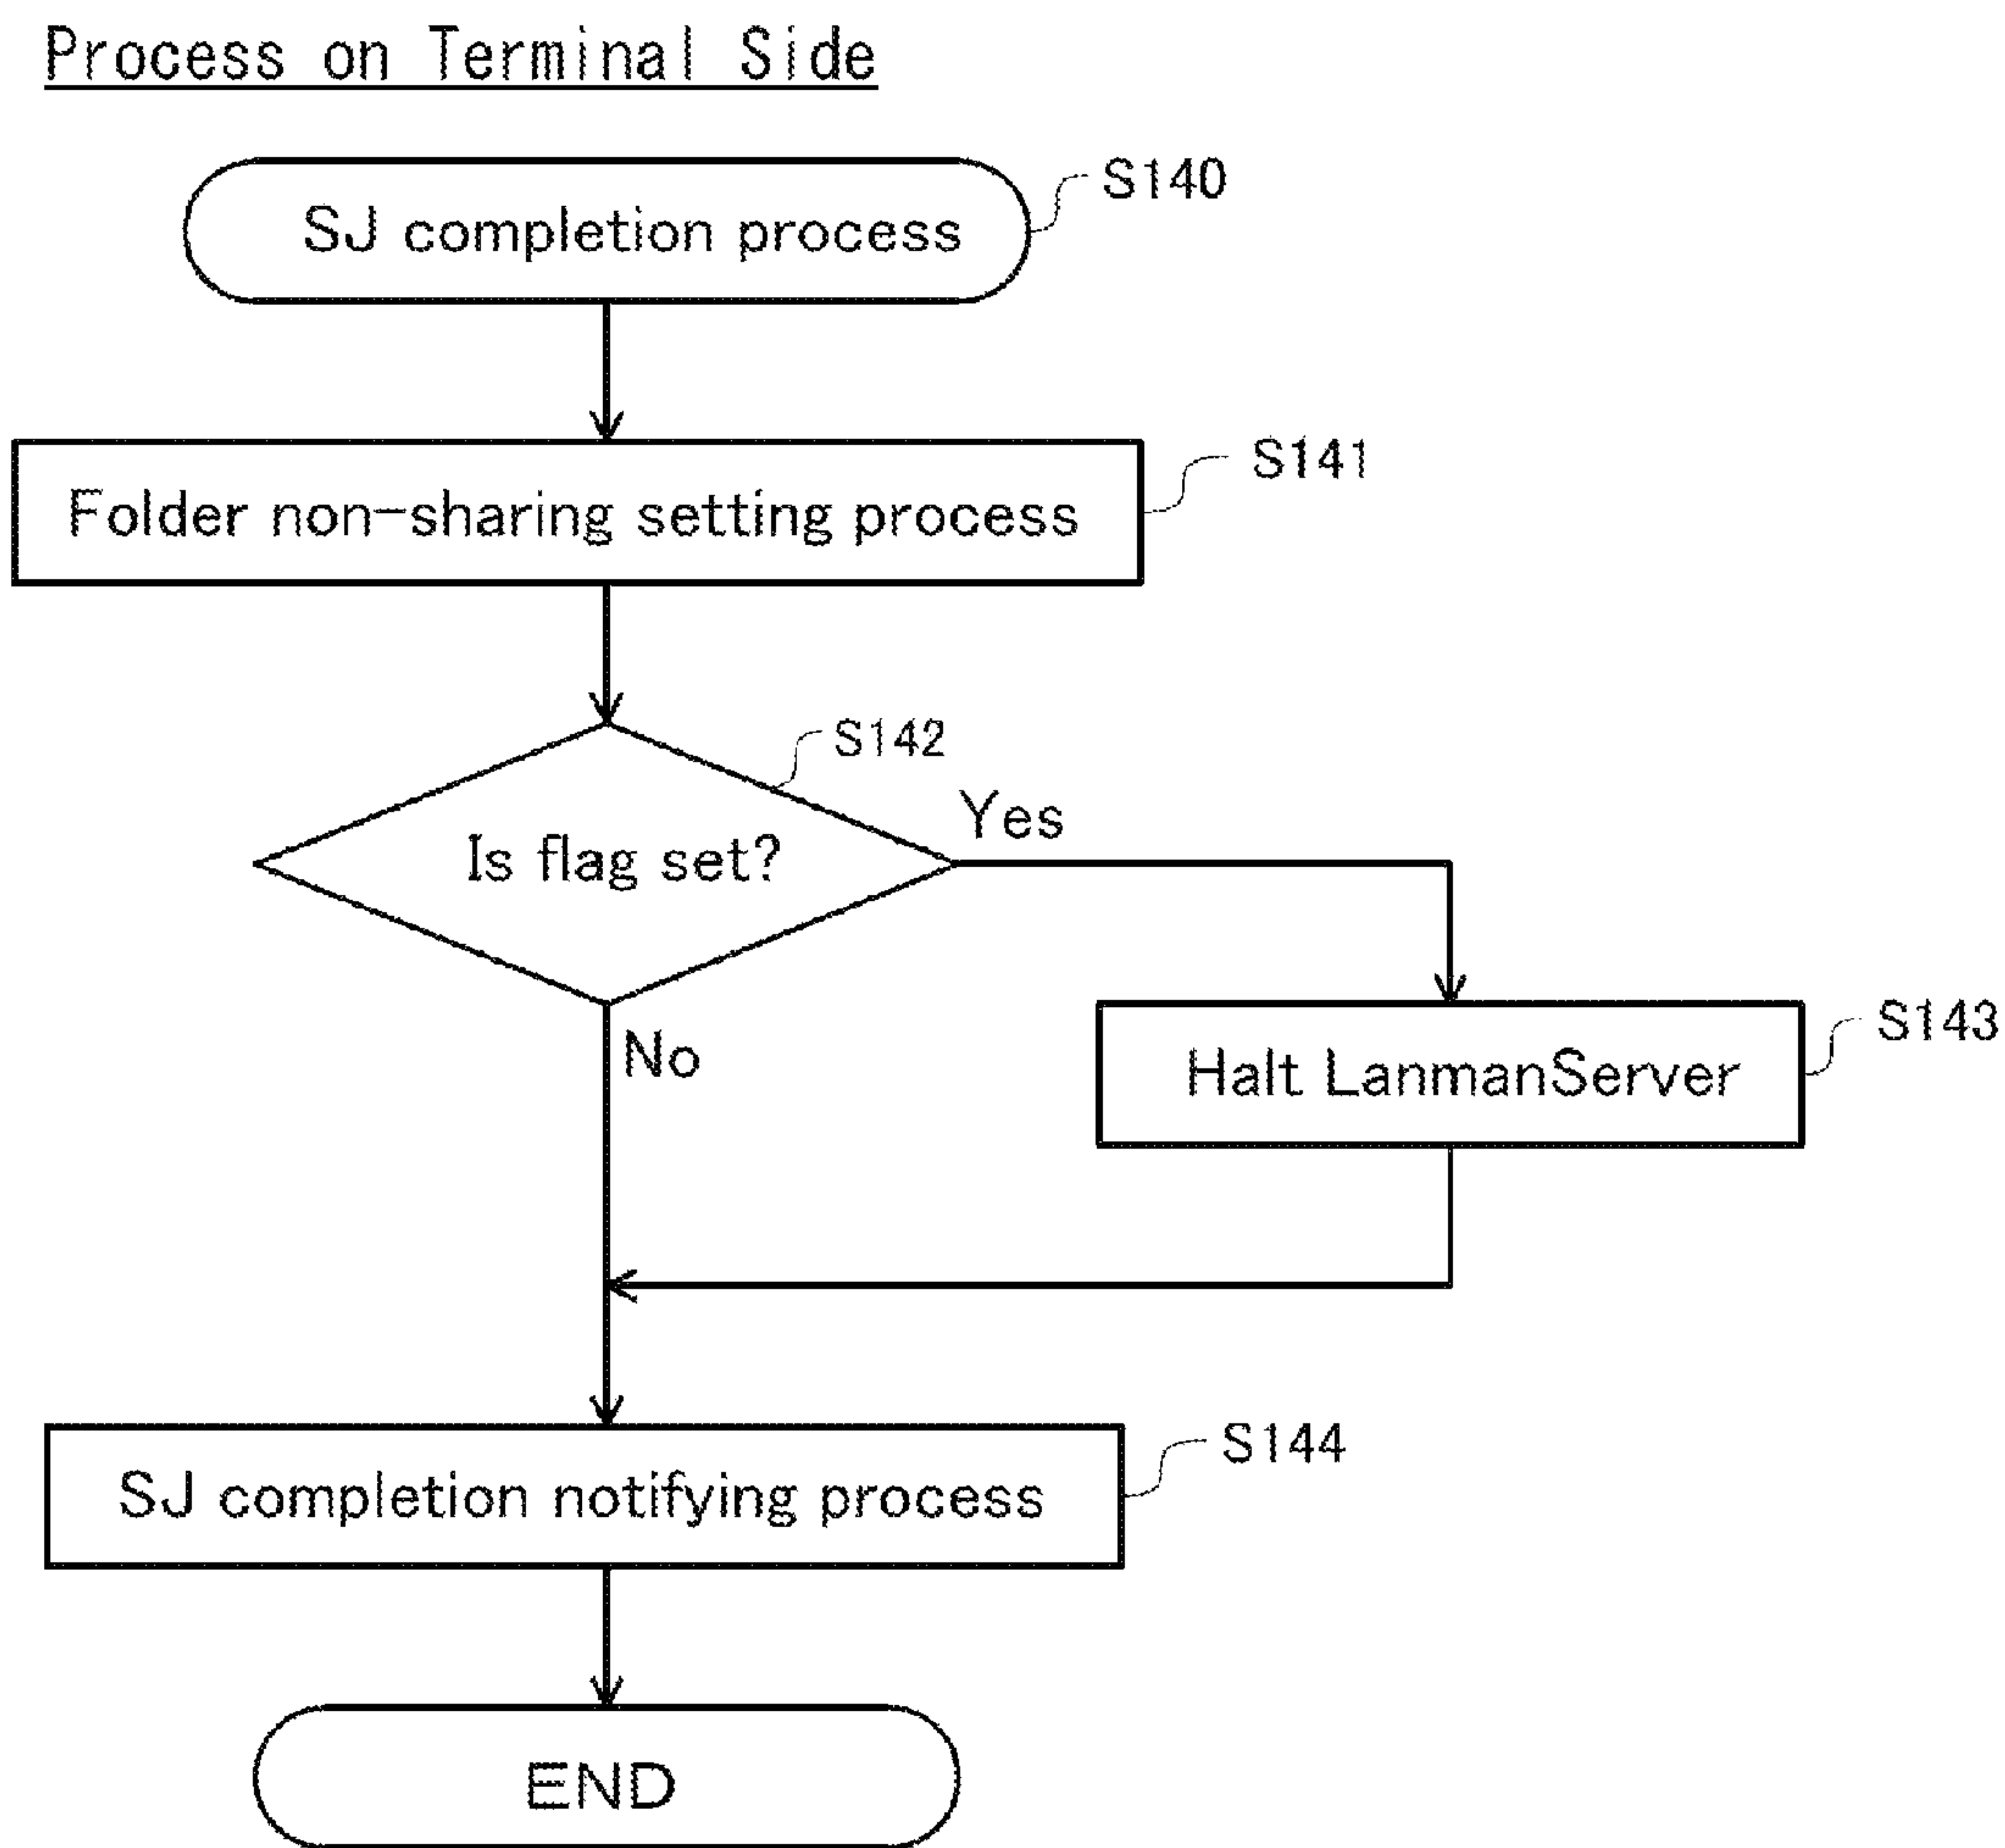 Process on Terminal Side
S140
SJ completion process
S141
Folder non-sharing setting process
S142
Yes
Is flag set?
S143
No
Halt LanmanServer
S144
SJ completion notifying process
END